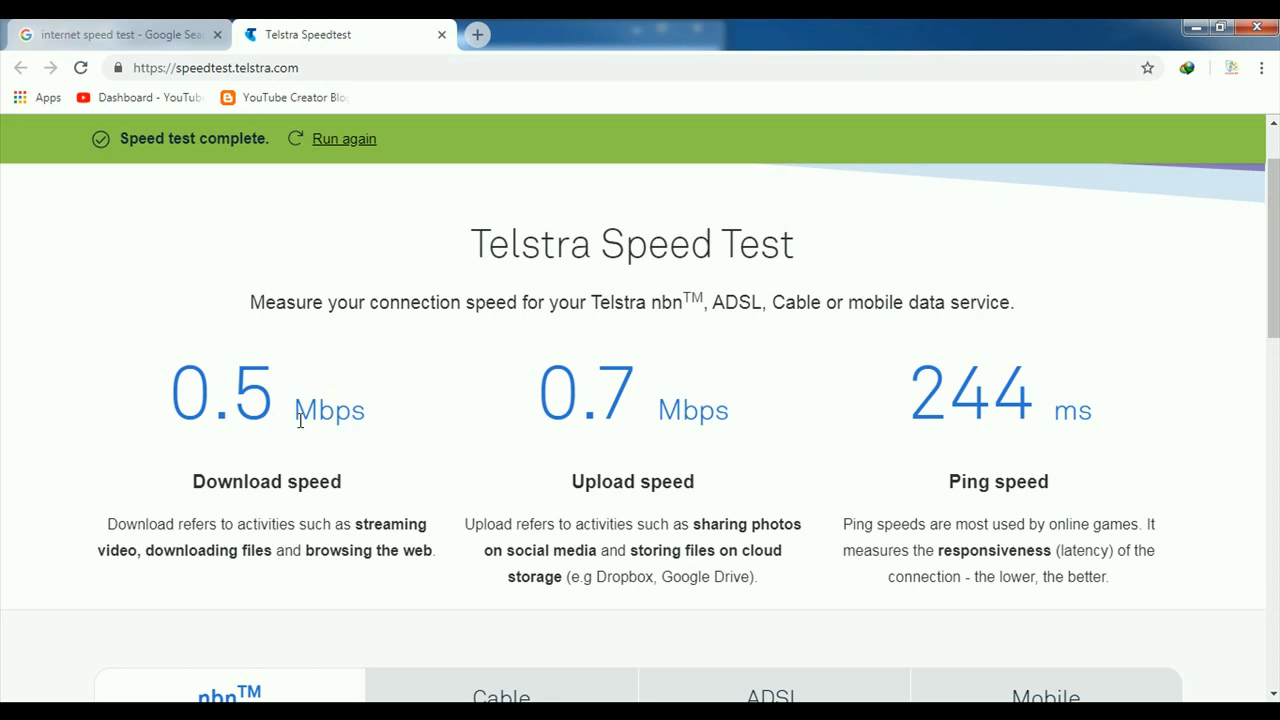 internet speed test - Google Sea
Telstra Speedtest
https://speedtest.telstra.com
Apps
Dashboard - YouTub
YouTube Creator Blo
Speed test complete.
Run again
Telstra Speed Test
Measure your connection speed for your Telstra nbn™, ADSL, Cable or mobile data service.
0.5 Mbps
0.7 Mbps
244 ms
Download speed
Upload speed
Ping speed
Download refers to activities such as streaming
video, downloading files and browsing the web.
Upload refers to activities such as sharing photos
on social media and storing files on cloud
storage (e.g Dropbox, Google Drive).
Ping speeds are most used by online games. It
measures the responsiveness (latency) of the
connection - the lower, the better.
nbn™
Cable
ADSL
Mobile